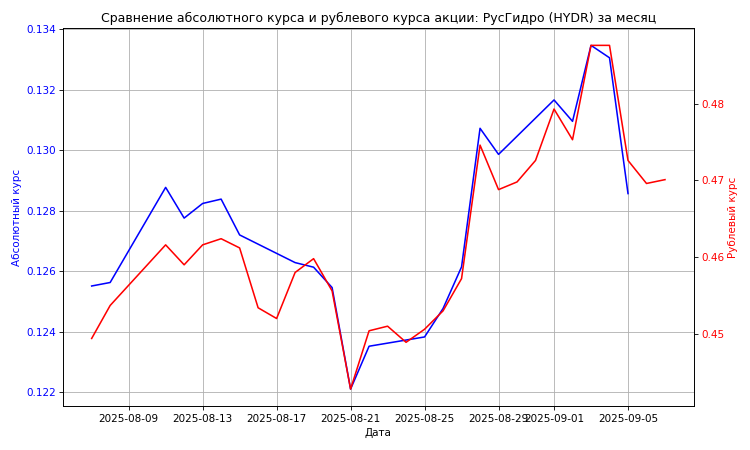 Сравнение абсолютного курса и рублевого курса акции: РусГидро (HYDR) за месяц
0.134
0.132
0.130
0.128
0.126
0.124
0.122
Абсолютный курс
0.48
0.47
0.46
0.45
Рублевый курс
2025-08-09 2025-08-13 2025-08-17 2025-08-21 2025-08-25 2025-08-29 2025-09-01 2025-09-05
Дата